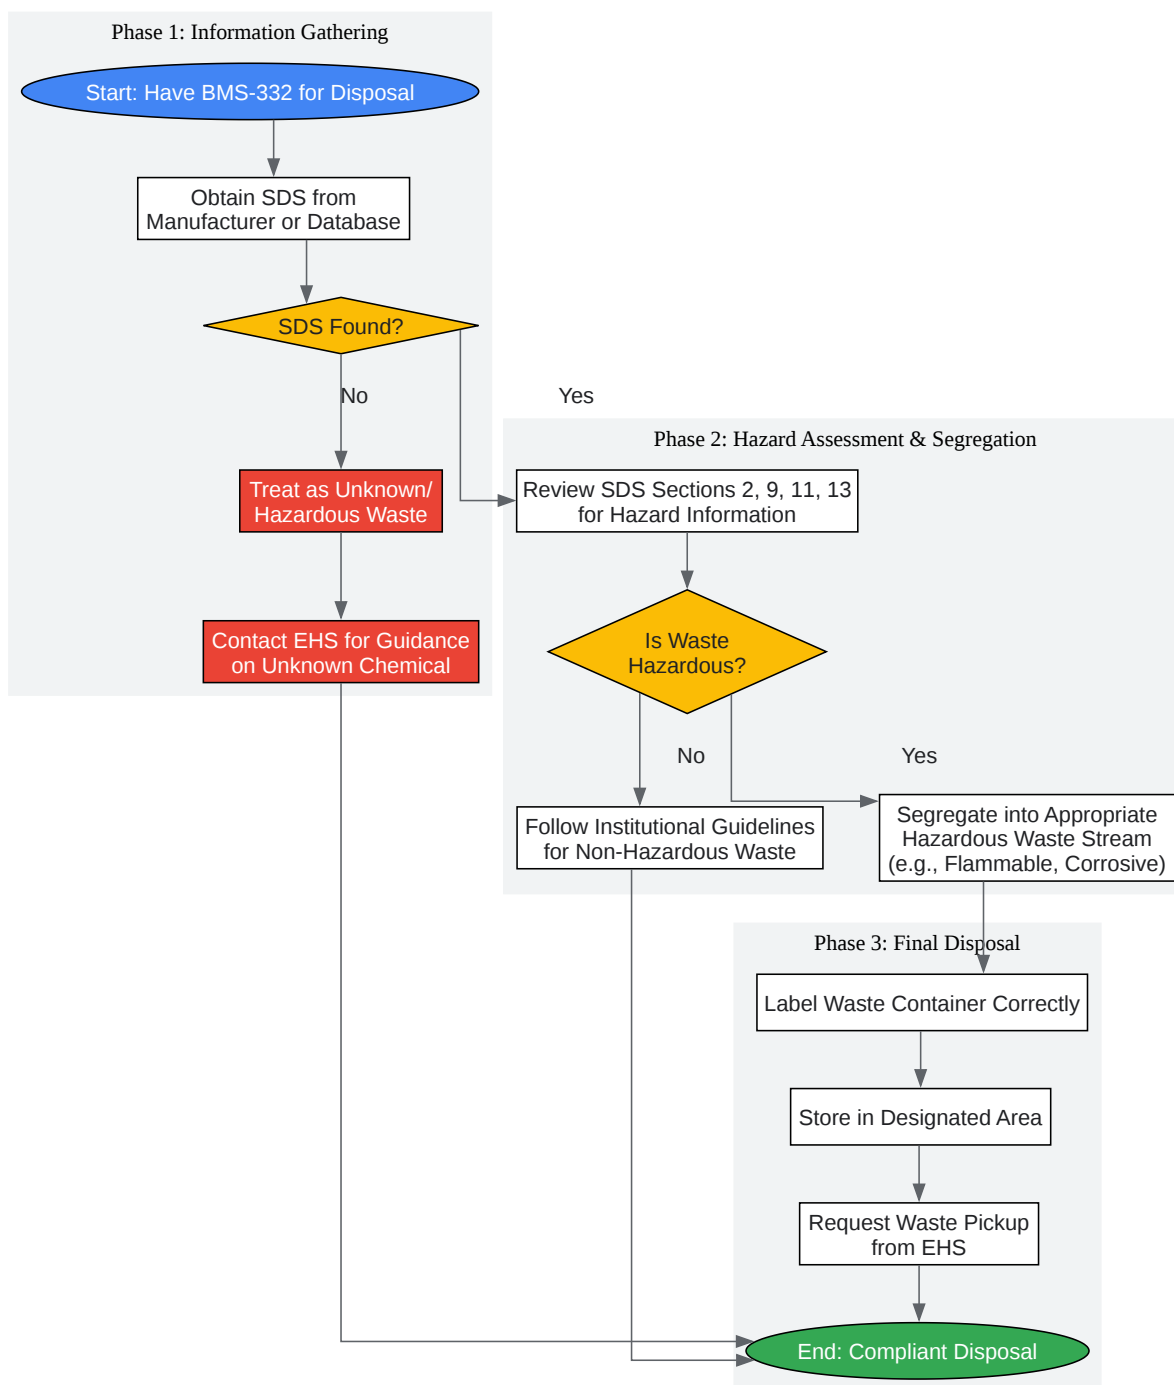 Phase 1: Information Gathering
Start: Have BMS-332 for Disposal
Obtain SDS from
Manufacturer or Database
SDS Found?
No
Yes
Treat as Unknown/
Hazardous Waste
Contact EHS for Guidance
on Unknown Chemical
Phase 2: Hazard Assessment & Segregation
Review SDS Sections 2, 9, 11, 13
for Hazard Information
Is Waste
Hazardous?
No
Yes
Follow Institutional Guidelines
for Non-Hazardous Waste
Segregate into Appropriate
Hazardous Waste Stream
(e.g., Flammable, Corrosive)
Phase 3: Final Disposal
Label Waste Container Correctly
Store in Designated Area
Request Waste Pickup
from EHS
End: Compliant Disposal